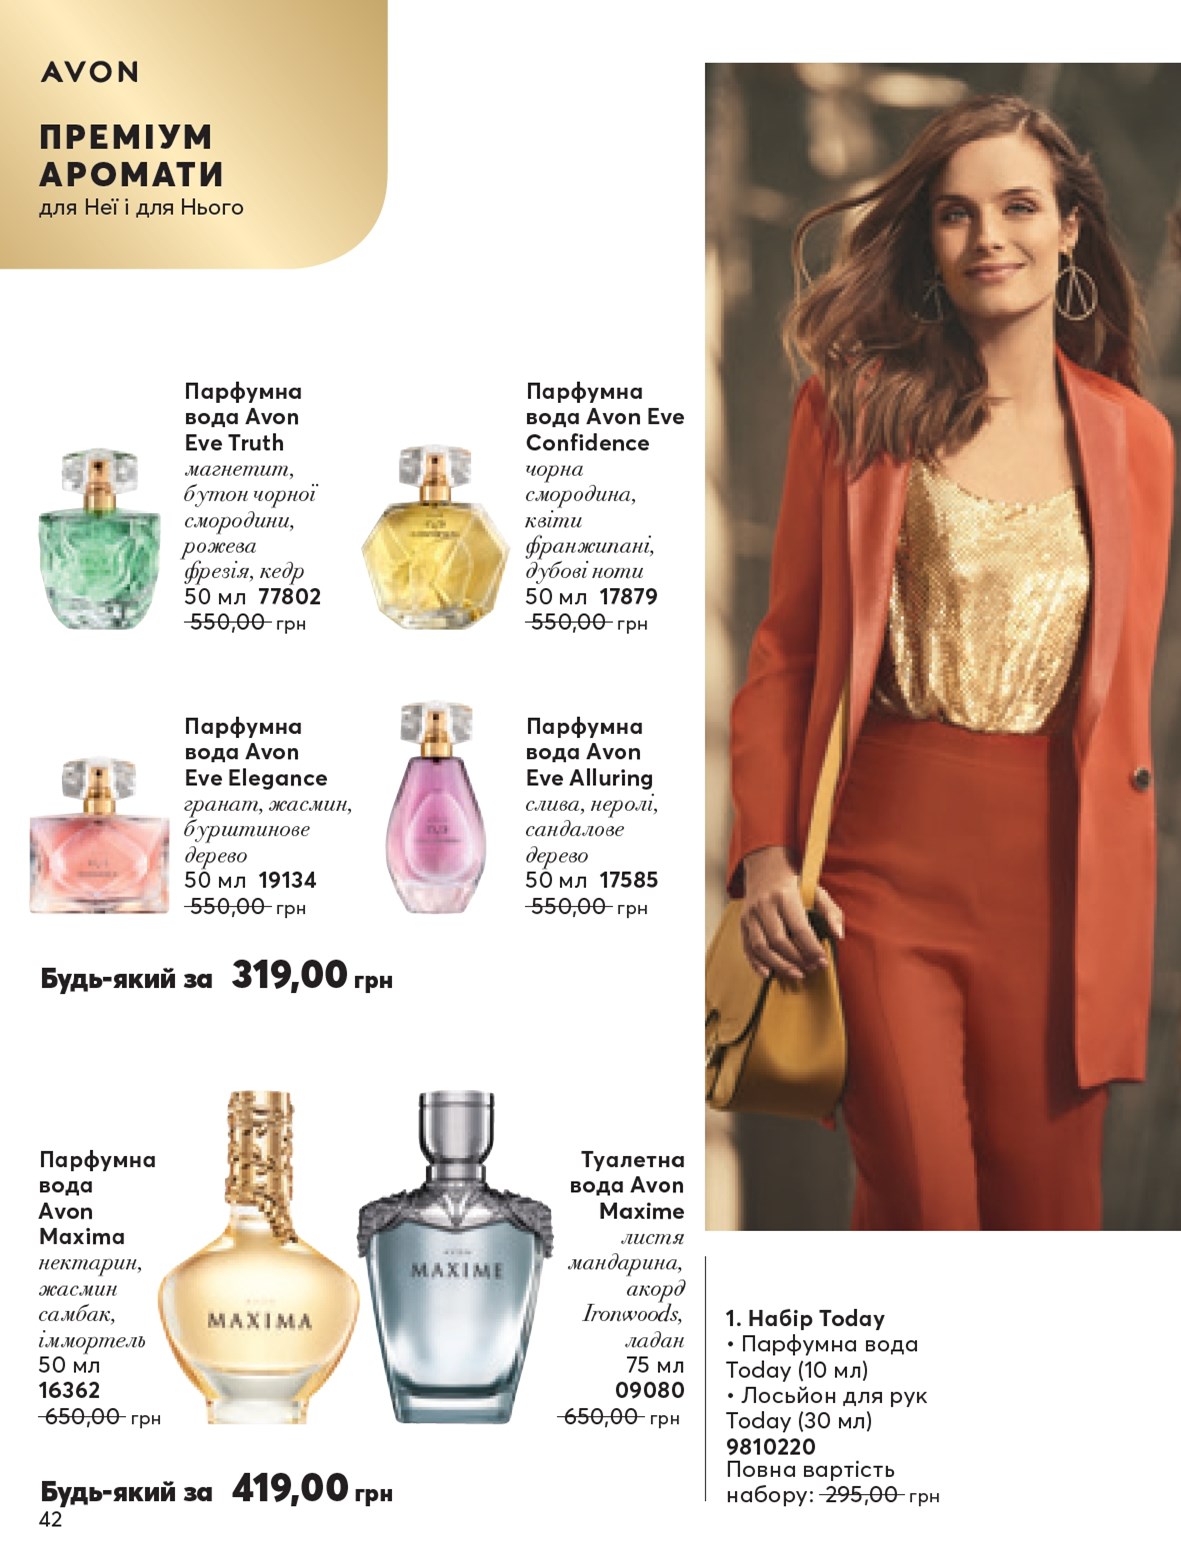 AVON
ПРЕМІУМ
АРОМАТИ
для Неї і для Нього
Парфумна
вода Avon
Eve Truth
магнетит,
бутон чорної
смородини,
рожева
фрезія, кедр
50 мл 77802
550,00 грн
Парфумна
вода Avon Eve
Confidence
чорна
смородина,
квіти
франжипані,
дубові ноти
50 мл 17879
550,00 грн
Парфумна
вода Avon
Eve Elegance
гранат, жасмин,
бурштинове
дерево
50 мл 19134
550,00 грн
Парфумна
вода Avon
Eve Alluring
слива, неролі,
сандалове
дерево
50 мл 17585
550,00 грн
Будь-який за 319,00 грн
Парфумна
вода
Avon
Maxima
нектарин,
жасмин
самбак,
іммортель
50 мл
16362
650,00 грн
MAXIMA
AVON
MAXIME
Туалетна
вода Avon
Maxime
листя
мандарина,
акорд
Ironwoods,
ладан
75 мл
09080
650,00 грн
Будь-який за 419,00 грн
42
1. Набір Today
• Парфумна вода
Today (10 мл)
• Лосьйон для рук
Today (30 мл)
9810220
Повна вартість
набору: 295,00 грн